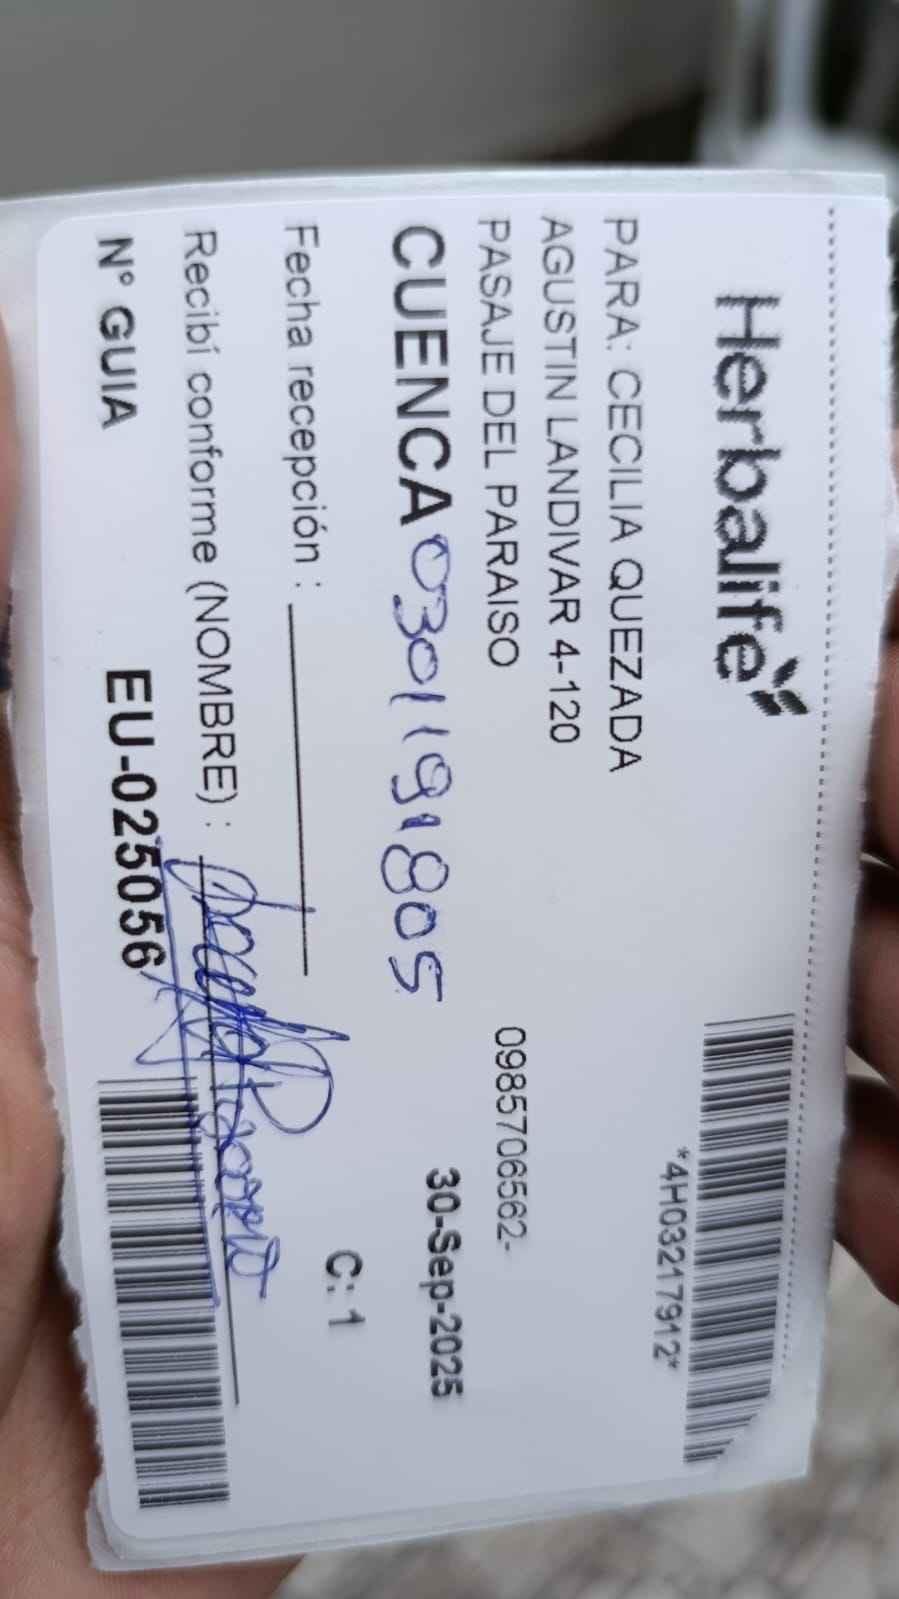 Herbalife
*4H03217912*
PARA: CECILIA QUEZADA
AGUSTIN LANDIVAR 4-120
PASAJE DEL PARAISO
0985706562-
CUENCA 0301191805
30-Sep-2025
Fecha recepción :
C: 1
Recibí conforme (NOMBRE) :
Nº GUIA EU-025056